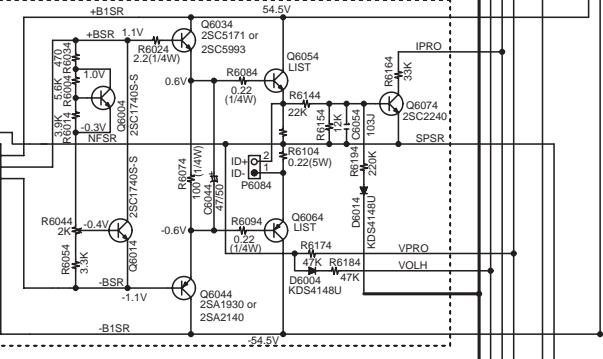 +B1SR
54.5V
+BSR
1.1V
Q6034
2SC5171 or
2SC5993
R6024
2.2(1/4W)
470
R6034
5.6K
R6004
1.0V
Q6004
2SC1740S-S
3.9K
R6014
-0.3V
NFSR
0.6V
R6084
0.22
(1/4W)
Q6054
LIST
R6144
22K
R6154
12K
C6054
103J
IPRO
R6164
33K
Q6074
2SC2240
SPSR
R6104
0.22(5W)
ID+
2
ID-
1
P6084
R6074
100
(1/4W)
C6044
47/50
R6194
220K
D6014
KDS4148U
2SC1740S-S
Q6014
R6044
2K
-0.4V
R6054
3.3K
-0.6V
R6094
0.22
(1/4W)
Q6064
LIST
R6174
47K
VPRO
R6184
47K
VOLH
D6004
KDS4148U
-BSR
-1.1V
Q6044
2SA1930 or
2SA2140
-B1SR
-54.5V